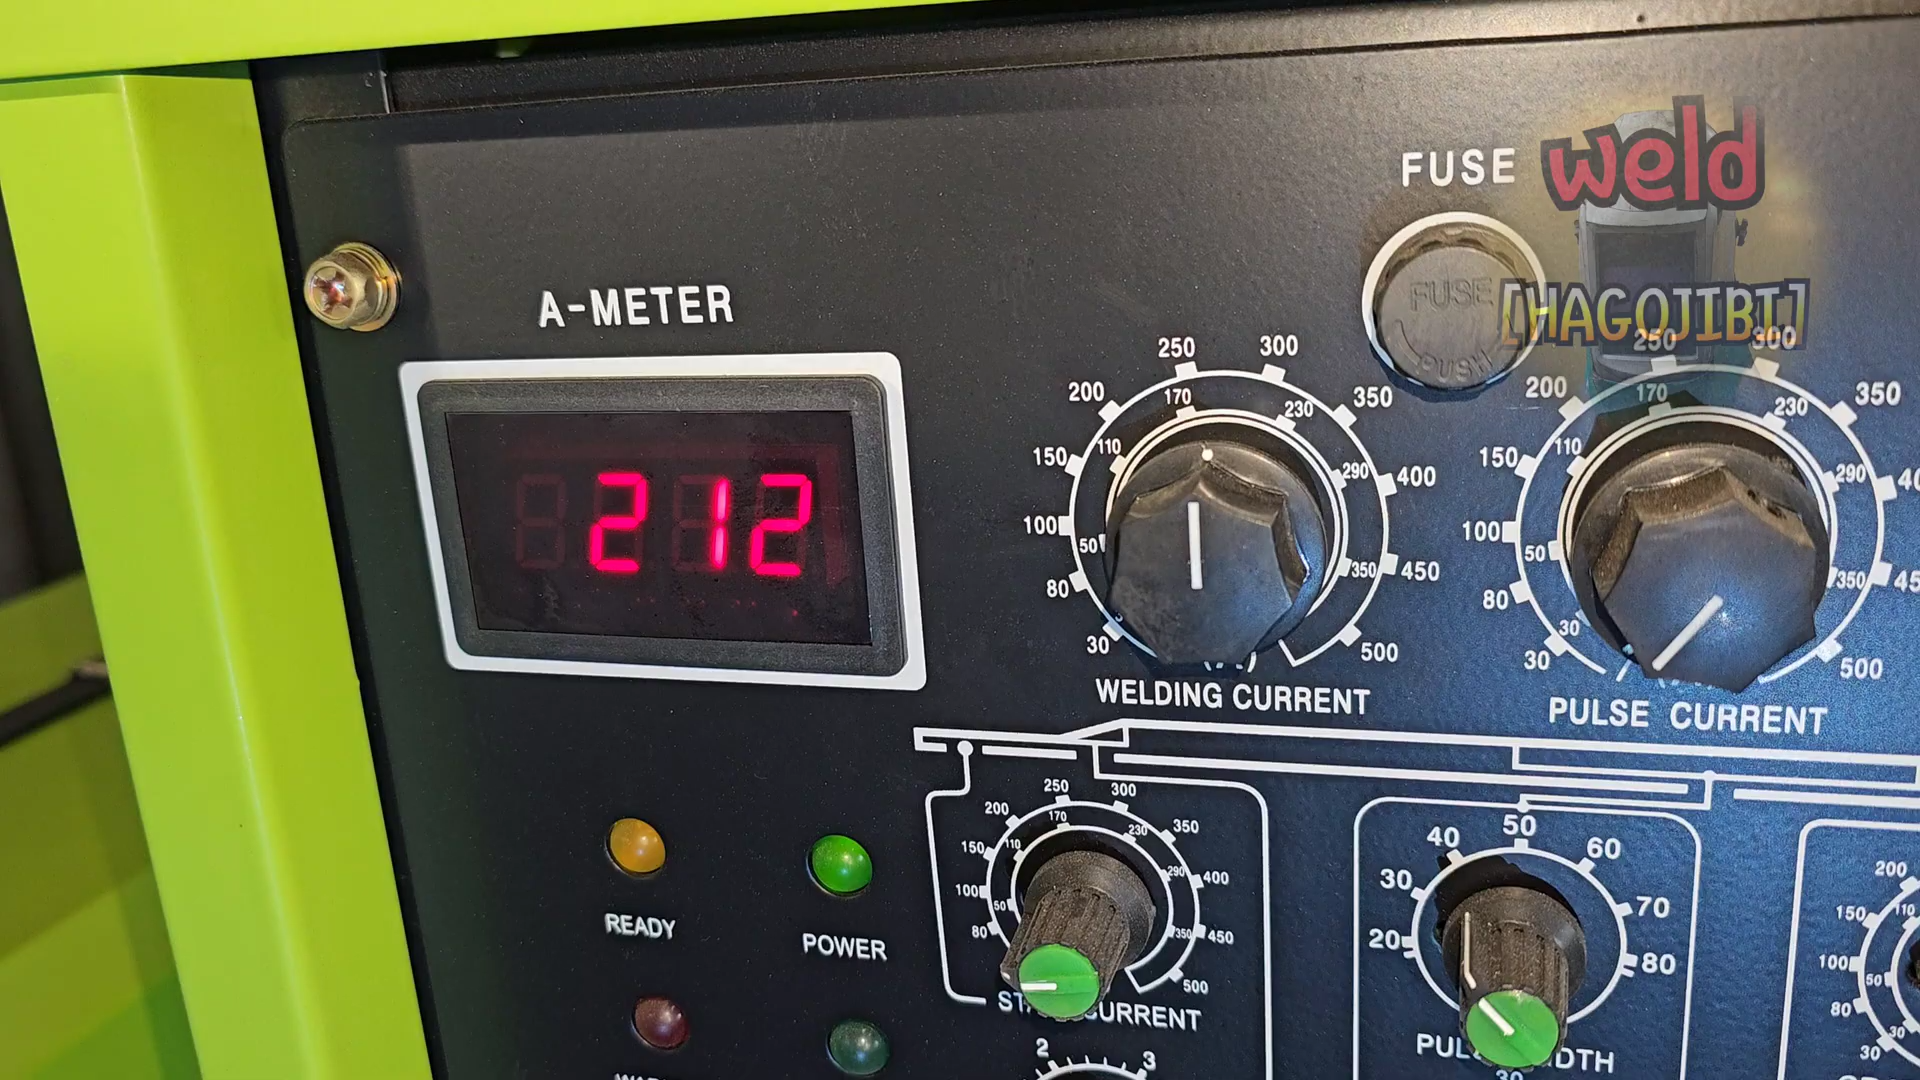 weld
[HAGOJIBI]
FUSE
FUSE
PUSH
A-METER
212
30 80 100 150 200 250 300 350 400 450 500
50 110 170 230 290 350
WELDING CURRENT
30 80 100 150 200 250 300 350 500
30 50 110 170 230 290 350
PULSE CURRENT
READY
POWER
80 100 150 200 250 300 350 400 450 500
50 110 170 230 290 350
CURRENT
20 30 40 50 60 70 80
30 80 100 150 200
30 50 110
2 3
30